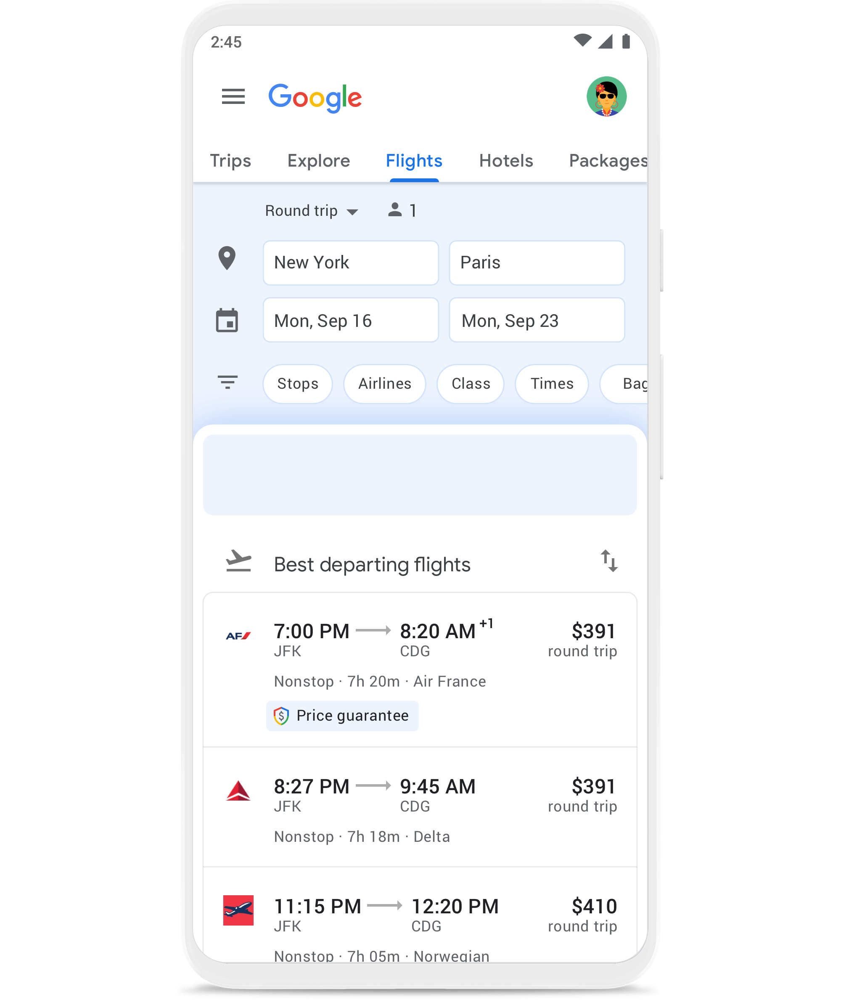 2:45
Google
Trips Explore Flights Hotels Packages
Round trip 1
New York Paris
Mon, Sep 16 Mon, Sep 23
Stops Airlines Class Times Bag
Best departing flights
AF 7:00 PM 8:20 AM +1 $391
JFK CDG round trip
Nonstop · 7h 20m · Air France
$ Price guarantee
8:27 PM 9:45 AM $391
JFK CDG round trip
Nonstop · 7h 18m · Delta
11:15 PM 12:20 PM $410
JFK CDG round trip
Nonstop · 7h 05m · Norwegian